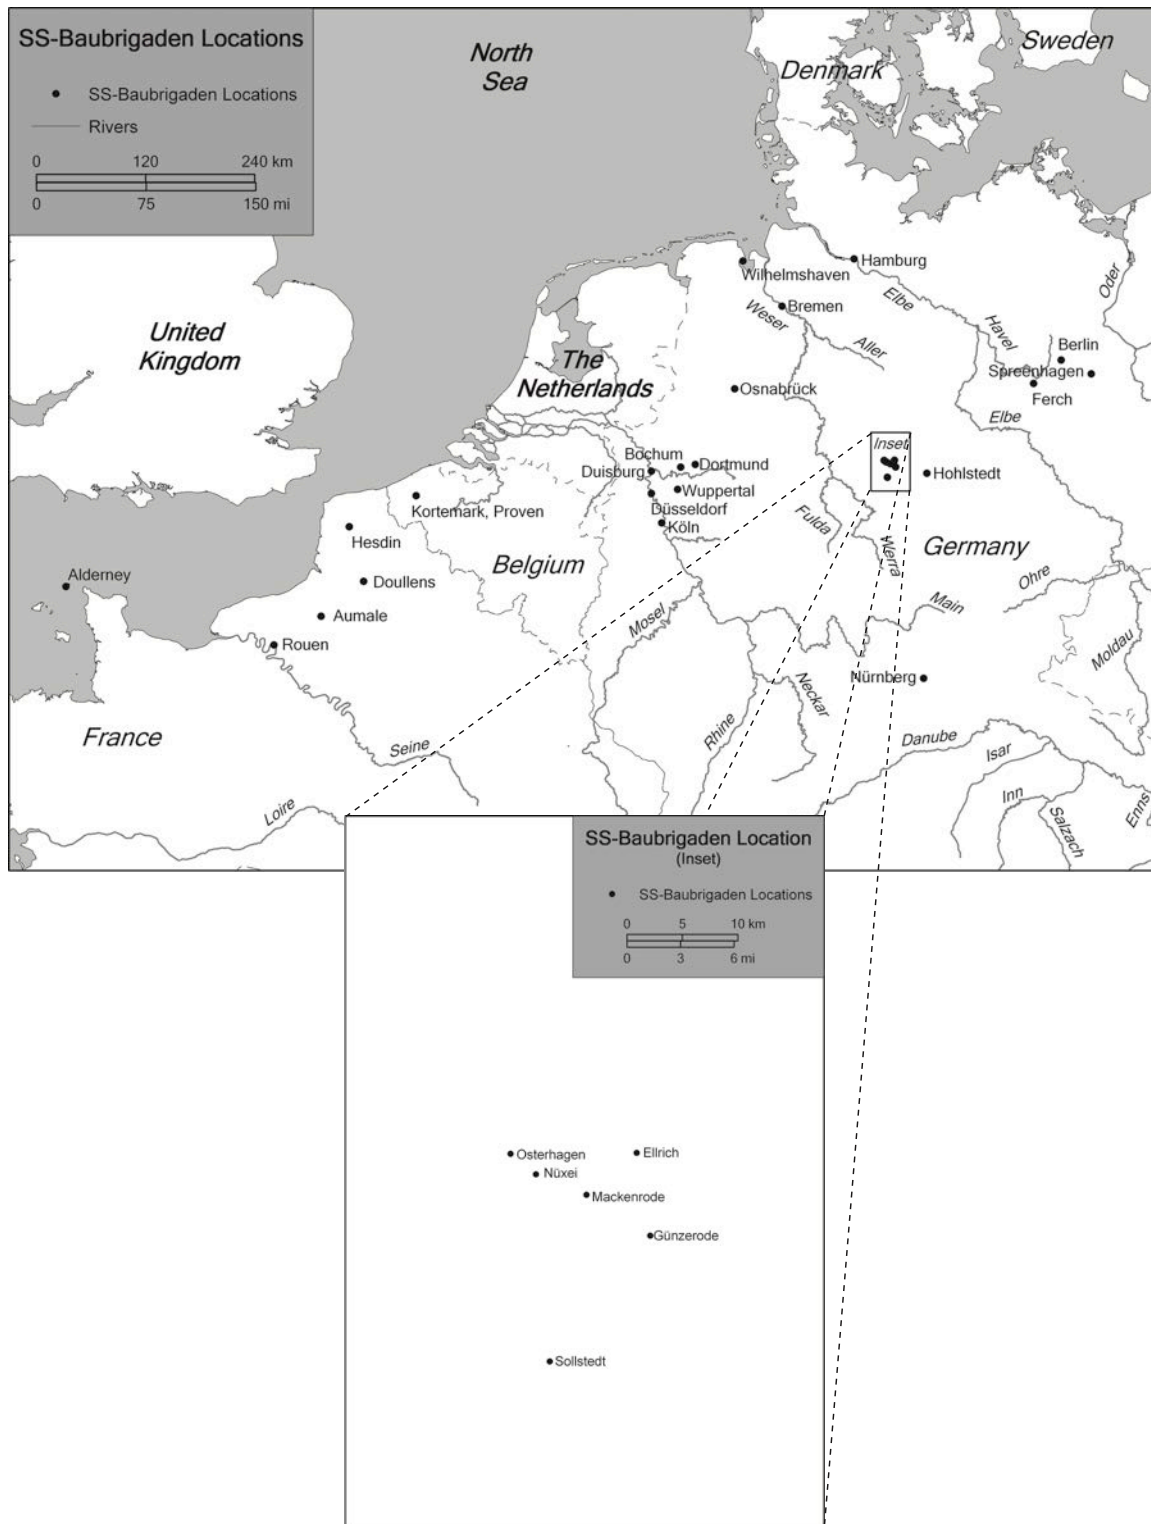 SS-Baubrigaden Locations
SS-Baubrigaden Locations
Rivers
0 120 240 km
0 75 150 mi
North
Sea
Sweden
Denmark
United
Kingdom
The
Netherlands
Belgium
Germany
France
Wilhelmshaven
Hamburg
Elbe
Bremen
Weser
Aller
Havel
Oder
Berlin
Spreenhagen
Ferch
Elbe
Osnabrück
Inset
Hohlstedt
Bochum
Dortmund
Duisburg
Wuppertal
Düsseldorf
Köln
Fulda
Werra
Kortemark, Proven
Hesdin
Doullens
Alderney
Aumale
Rouen
Mosel
Main
Ohre
Moldau
Nürnberg
Neckar
Rhine
Seine
Loire
Danube
Isar
Inn
Salzach
Enns
SS-Baubrigaden Location
(Inset)
SS-Baubrigaden Locations
0 5 10 km
0 3 6 mi
Osterhagen
Ellrich
Nüxei
Mackenrode
Günzerode
Sollstedt